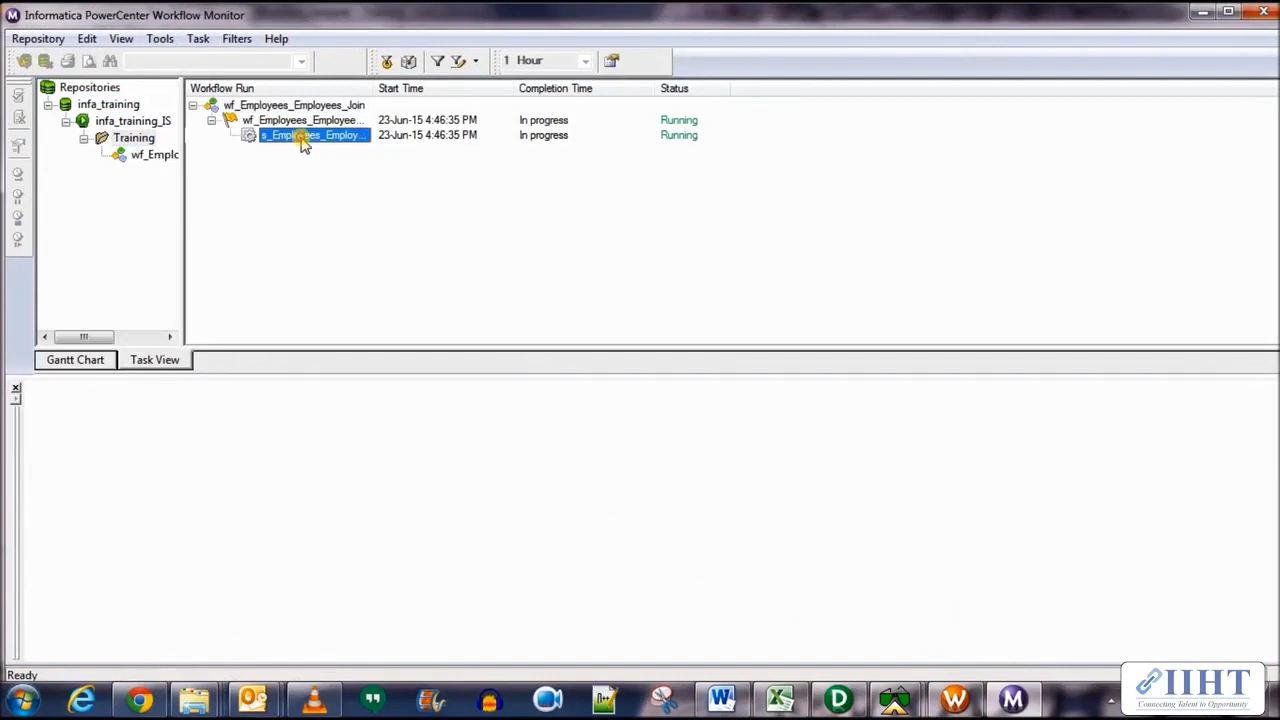 Informatica PowerCenter Workflow Monitor
Repository Edit View Tools Task Filters Help
1 Hour
Repositories
infa_training
infa_training_IS
Training
wf_Emplc
Workflow Run Start Time Completion Time Status
wf_Employees_Employees_Join
wf_Employees_Employee... 23-Jun-15 4:46:35 PM In progress Running
s_Employees_Employ... 23-Jun-15 4:46:35 PM In progress Running
Gantt Chart Task View
Ready
IIHT
Connecting Talent to Opportunity